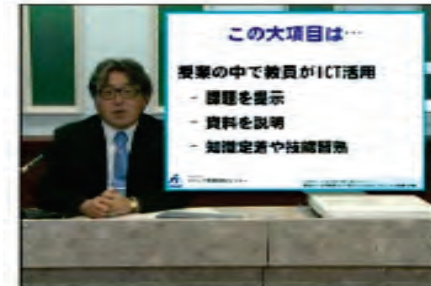 この大項目は…
授業の中で教員がICT活用
- 課題を提示
- 資料を説明
- 知識定着や技能習熟